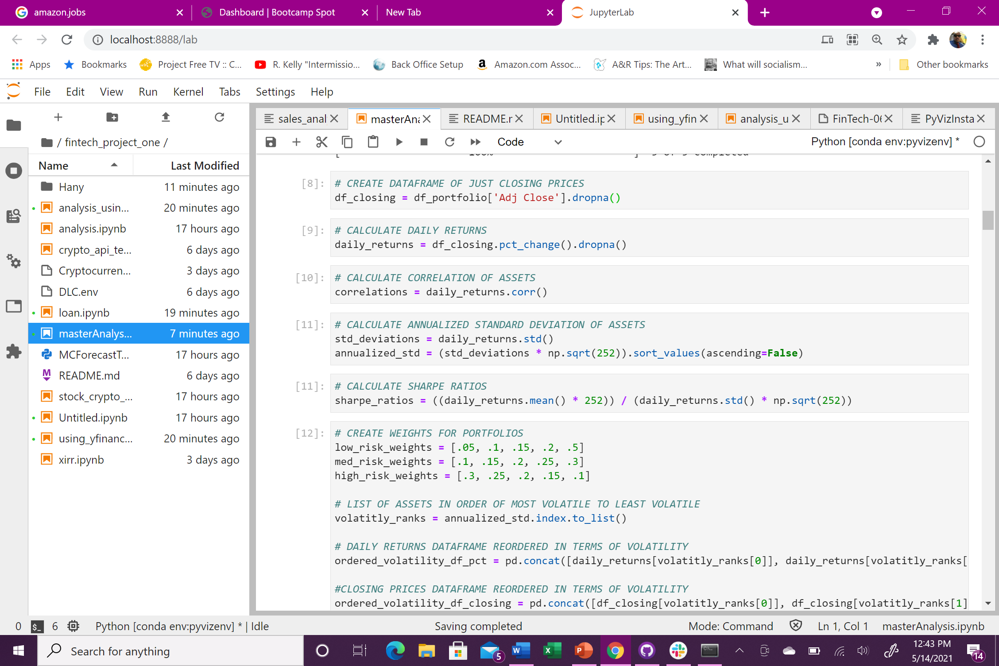 amazon.jobs
Dashboard | Bootcamp Spot
New Tab
JupyterLab
localhost:8888/lab
Apps
Bookmarks
Project Free TV :: C...
R. Kelly "Intermissio...
Back Office Setup
Amazon.com Assoc...
A&R Tips: The Art...
What will socialism...
»
Other bookmarks
File Edit View Run Kernel Tabs Settings Help
/ fintech_project_one /
Name Last Modified
Hany 11 minutes ago
analysis_usin... 20 minutes ago
analysis.ipynb 17 hours ago
crypto_api_te... 6 days ago
Cryptocurren... 3 days ago
DLC.env 6 days ago
loan.ipynb 19 minutes ago
masterAnalys... 7 minutes ago
MCForecastT... 17 hours ago
README.md 6 days ago
stock_crypto_... 17 hours ago
Untitled.ipynb 17 hours ago
using_yfinanc... 20 minutes ago
xirr.ipynb 3 days ago
sales_anal
masterAna
README.r
Untitled.ip
using_yfin
analysis_u
FinTech-06
PyVizInsta
Code
Python [conda env:pyvizenv] *
[8]: # CREATE DATAFRAME OF JUST CLOSING PRICES
df_closing = df_portfolio['Adj Close'].dropna()
[9]: # CALCULATE DAILY RETURNS
daily_returns = df_closing.pct_change().dropna()
[10]: # CALCULATE CORRELATION OF ASSETS
correlations = daily_returns.corr()
[11]: # CALCULATE ANNUALIZED STANDARD DEVIATION OF ASSETS
std_deviations = daily_returns.std()
annualized_std = (std_deviations * np.sqrt(252)).sort_values(ascending=False)
[11]: # CALCULATE SHARPE RATIOS
sharpe_ratios = ((daily_returns.mean() * 252)) / (daily_returns.std() * np.sqrt(252))
[12]: # CREATE WEIGHTS FOR PORTFOLIOS
low_risk_weights = [.05, .1, .15, .2, .5]
med_risk_weights = [.1, .15, .2, .25, .3]
high_risk_weights = [.3, .25, .2, .15, .1]
# LIST OF ASSETS IN ORDER OF MOST VOLATILE TO LEAST VOLATILE
volatitly_ranks = annualized_std.index.to_list()
# DAILY RETURNS DATAFRAME REORDERED IN TERMS OF VOLATILITY
ordered_volatility_df_pct = pd.concat([daily_returns[volatitly_ranks[0]], daily_returns[volatitly_ranks[
#CLOSING PRICES DATAFRAME REORDERED IN TERMS OF VOLATILITY
ordered_volatility_df_closing = pd.concat([df_closing[volatitly_ranks[0]], df_closing[volatitly_ranks[1]
0 $_ 6 Python [conda env:pyvizenv] * | Idle
Saving completed
Mode: Command
Ln 1, Col 1
masterAnalysis.ipynb
Search for anything
5
12:43 PM
5/14/2021
14